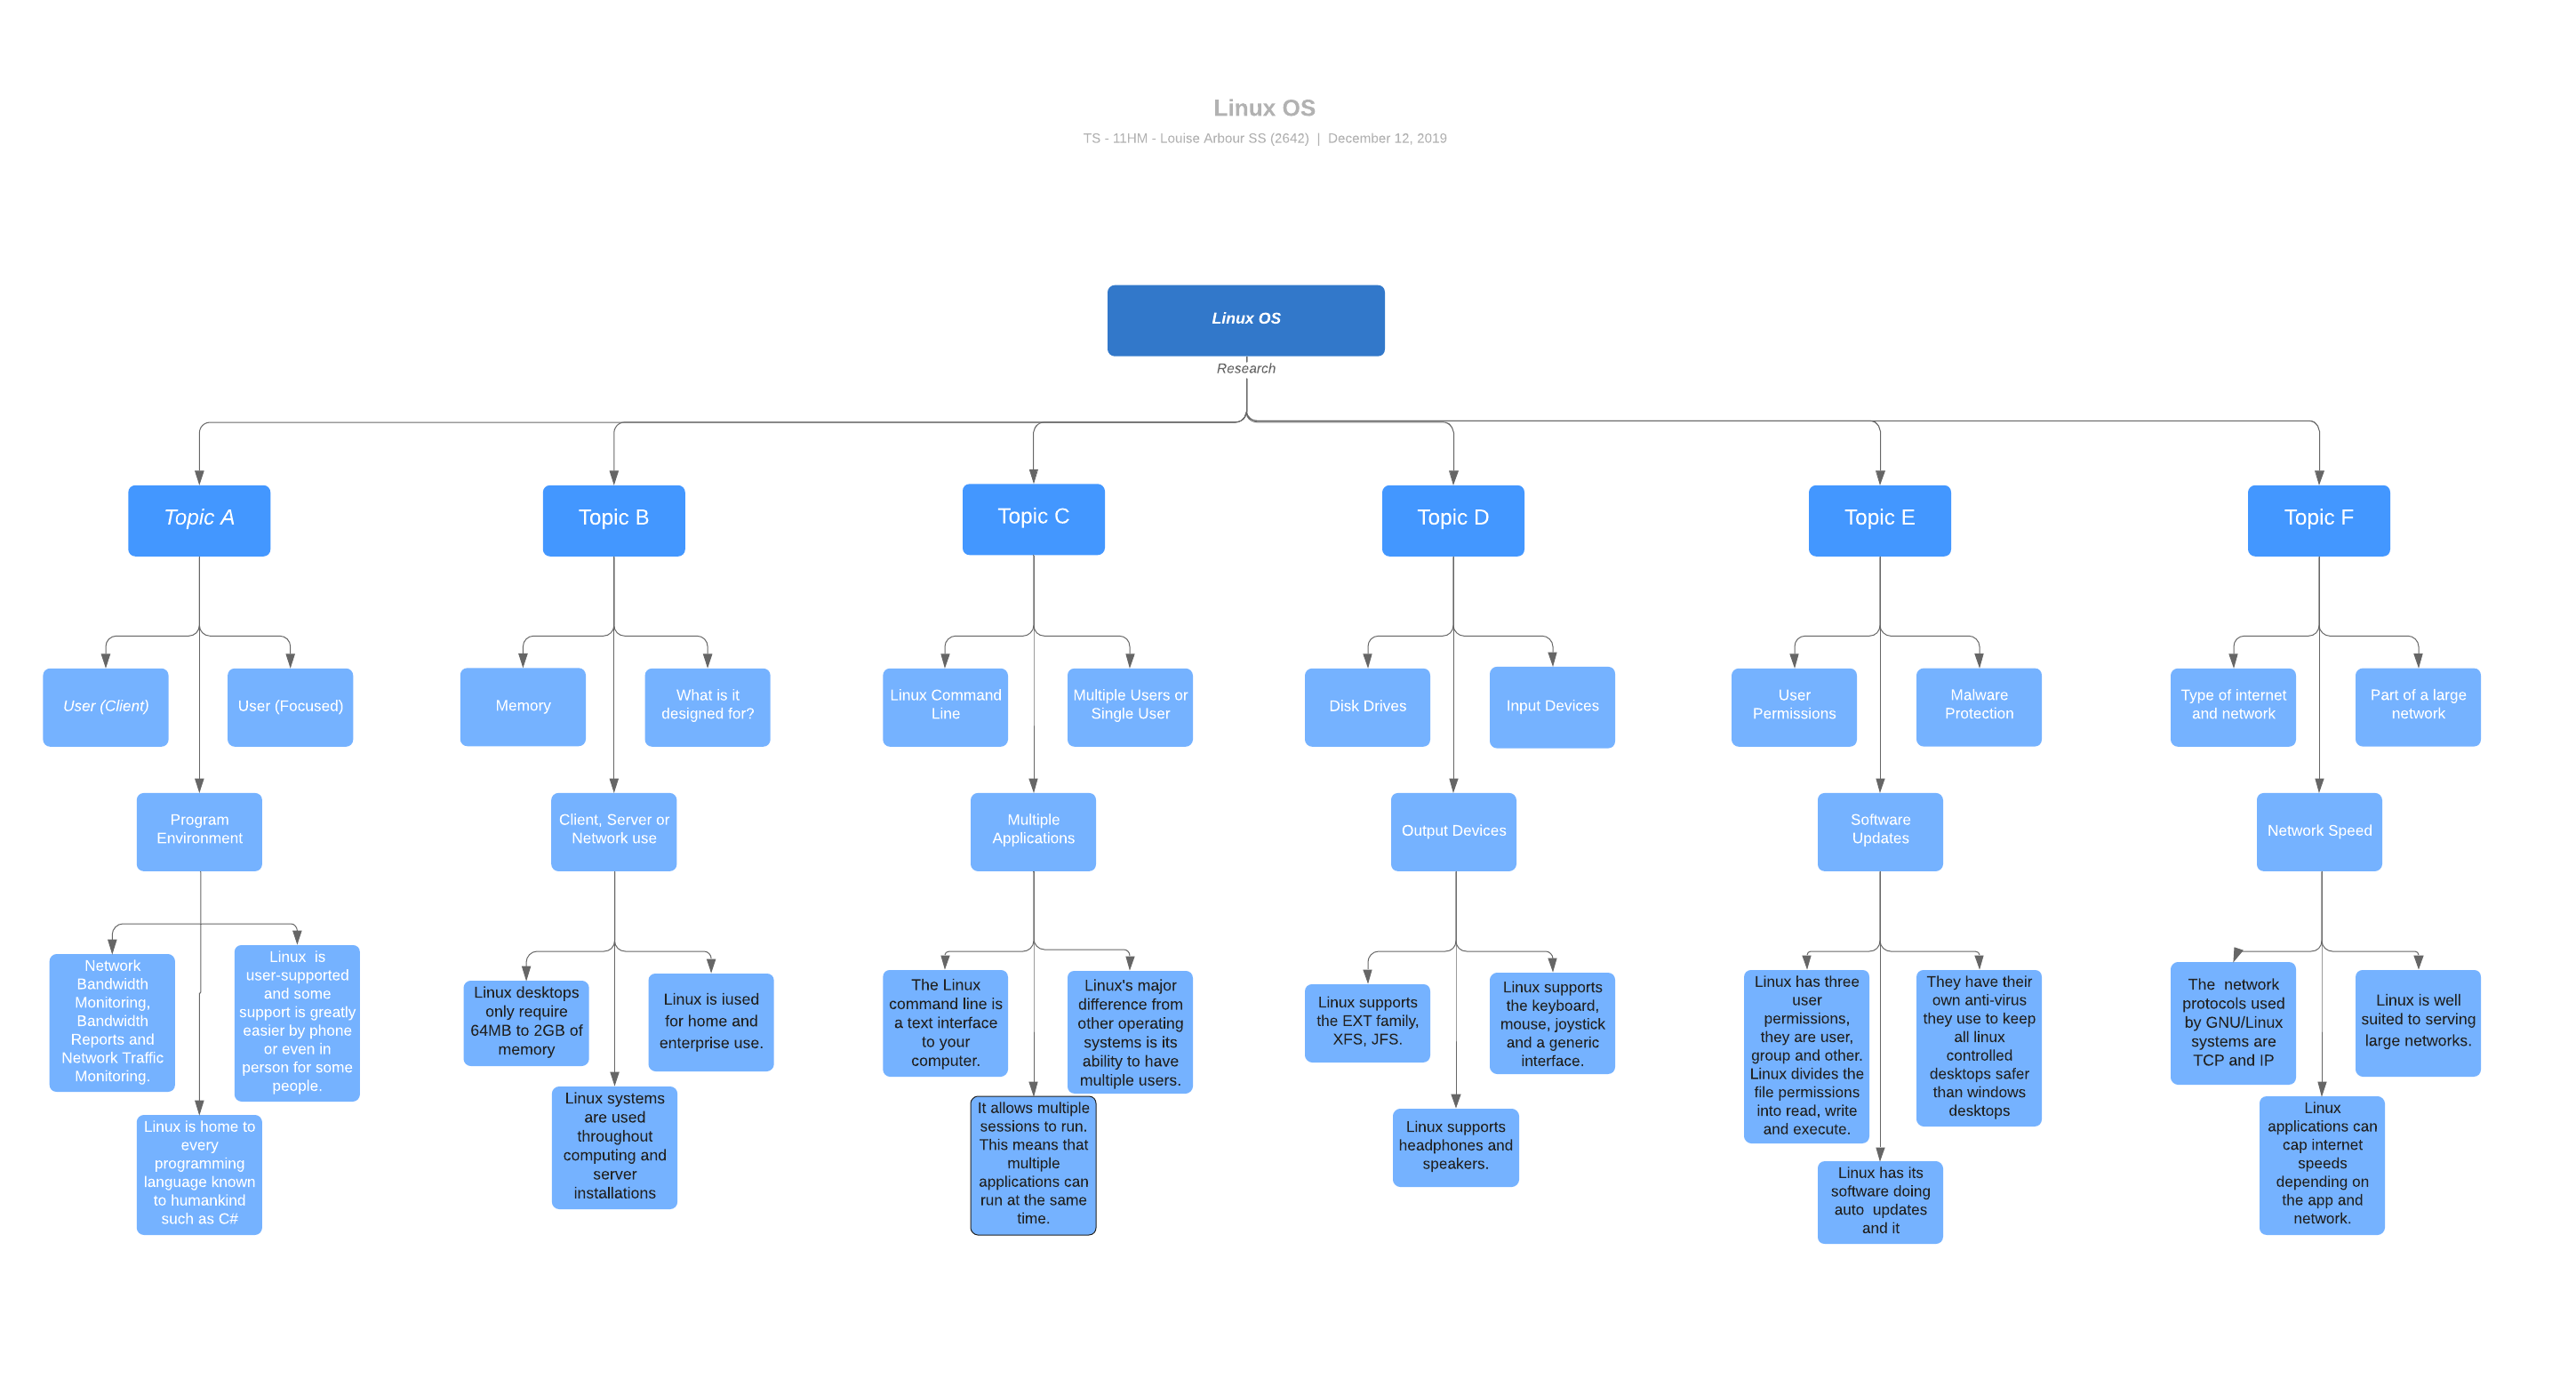 Linux OS
TS - 11HM - Louise Arbour SS (2642)  |  December 12, 2019
Linux OS
Research
Topic A
Topic B
Topic C
Topic D
Topic E
Topic F
User (Client)
User (Focused)
Memory
What is it
designed for?
Linux Command
Line
Multiple Users or
Single User
Disk Drives
Input Devices
User
Permissions
Malware
Protection
Type of internet
and network
Part of a large
network
Program
Environment
Client, Server or
Network use
Multiple
Applications
Output Devices
Software
Updates
Network Speed
Network
Bandwidth
Monitoring,
Bandwidth
Reports and
Network Traffic
Monitoring.
Linux  is
user-supported
and some
support is greatly
easier by phone
or even in
person for some
people.
Linux is home to
every
programming
language known
to humankind
such as C#
Linux desktops
only require
64MB to 2GB of
memory
Linux is iused
for home and
enterprise use.
Linux systems
are used
throughout
computing and
server
installations
The Linux
command line is
a text interface
to your
computer.
Linux's major
difference from
other operating
systems is its
ability to have
multiple users.
It allows multiple
sessions to run.
This means that
multiple
applications can
run at the same
time.
Linux supports
the EXT family,
XFS, JFS.
Linux supports
the keyboard,
mouse, joystick
and a generic
interface.
Linux supports
headphones and
speakers.
Linux has three
user
permissions,
they are user,
group and other.
Linux divides the
file permissions
into read, write
and execute.
They have their
own anti-virus
they use to keep
all linux
controlled
desktops safer
than windows
desktops
Linux has its
software doing
auto  updates
and it
The  network
protocols used
by GNU/Linux
systems are
TCP and IP
Linux is well
suited to serving
large networks.
Linux
applications can
cap internet
speeds
depending on
the app and
network.